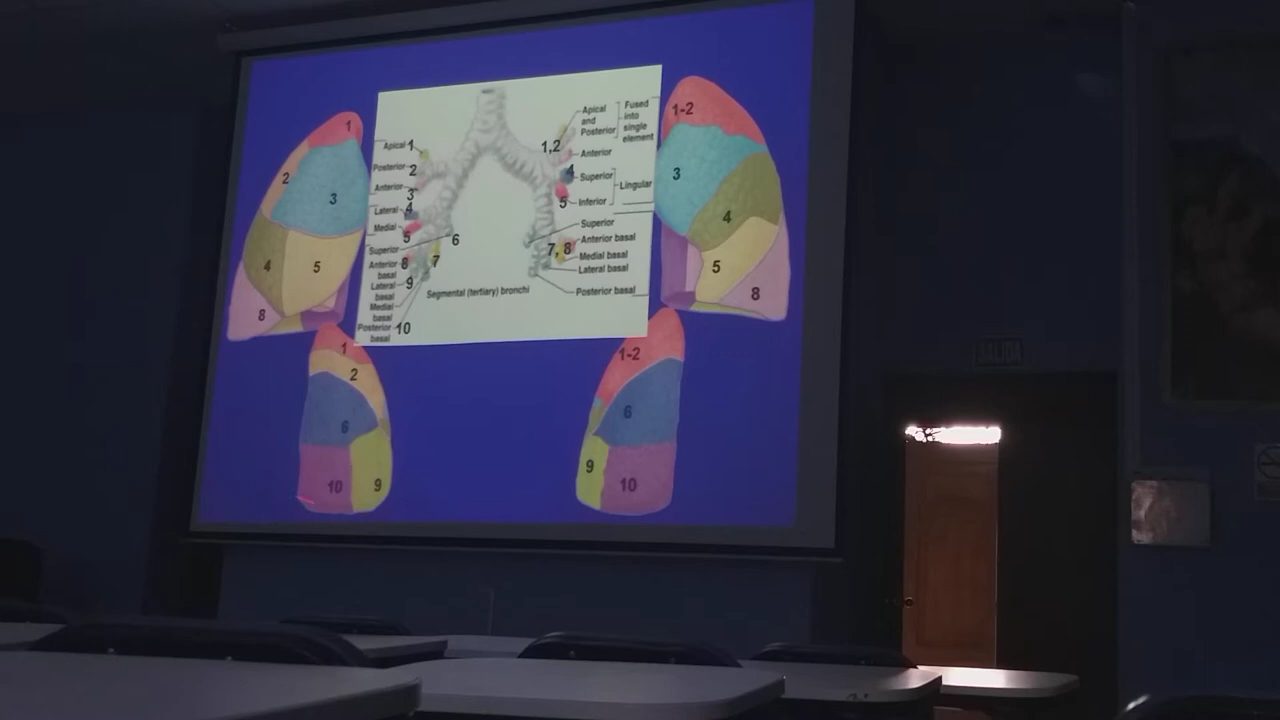 1
2
3
4
5
8
Apical 1
Posterior 2
Anterior 3
Lateral 4
Medial 5
Superior 6
Anterior 8
basal 7
Lateral 9
basal
Medial
basal
Posterior 10
basal
Segmental (tertiary) bronchi
1,2
Apical
and
Posterior
Fused
into
single
element
Anterior
4 Superior
5 Inferior
Lingular
Superior
7, 8
Anterior basal
Medial basal
Lateral basal
Posterior basal
1-2
3
4
5
8
1
2
6
10 9
1-2
6
9
10
SALIDA